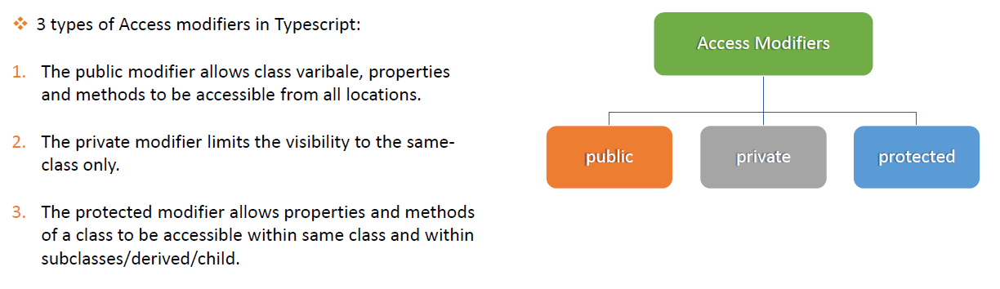 ❖ 3 types of Access modifiers in Typescript:
1. The public modifier allows class varibale, properties
and methods to be accessible from all locations.
2. The private modifier limits the visibility to the same-
class only.
3. The protected modifier allows properties and methods
of a class to be accessible within same class and within
subclasses/derived/child.
Access Modifiers
public
private
protected